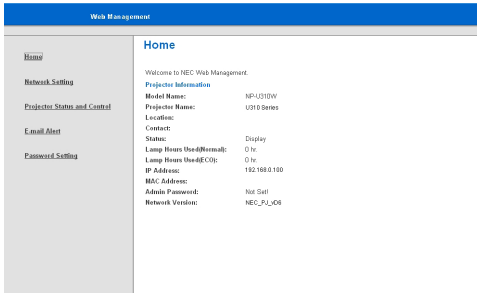 Web Management
Home
Network Setting
Projector Status and Control
E-mail Alert
Password Setting
Home
Welcome to NEC Web Management.
Projector Information
Model Name: NP-U310W
Projector Name: U310 Series
Location:
Contact:
Status: Display
Lamp Hours Used(Normal): 0 hr.
Lamp Hours Used(ECO): 0 hr.
IP Address: 192.168.0.100
MAC Address:
Admin Password: Not Set!
Network Version: NEC_PJ_vD6